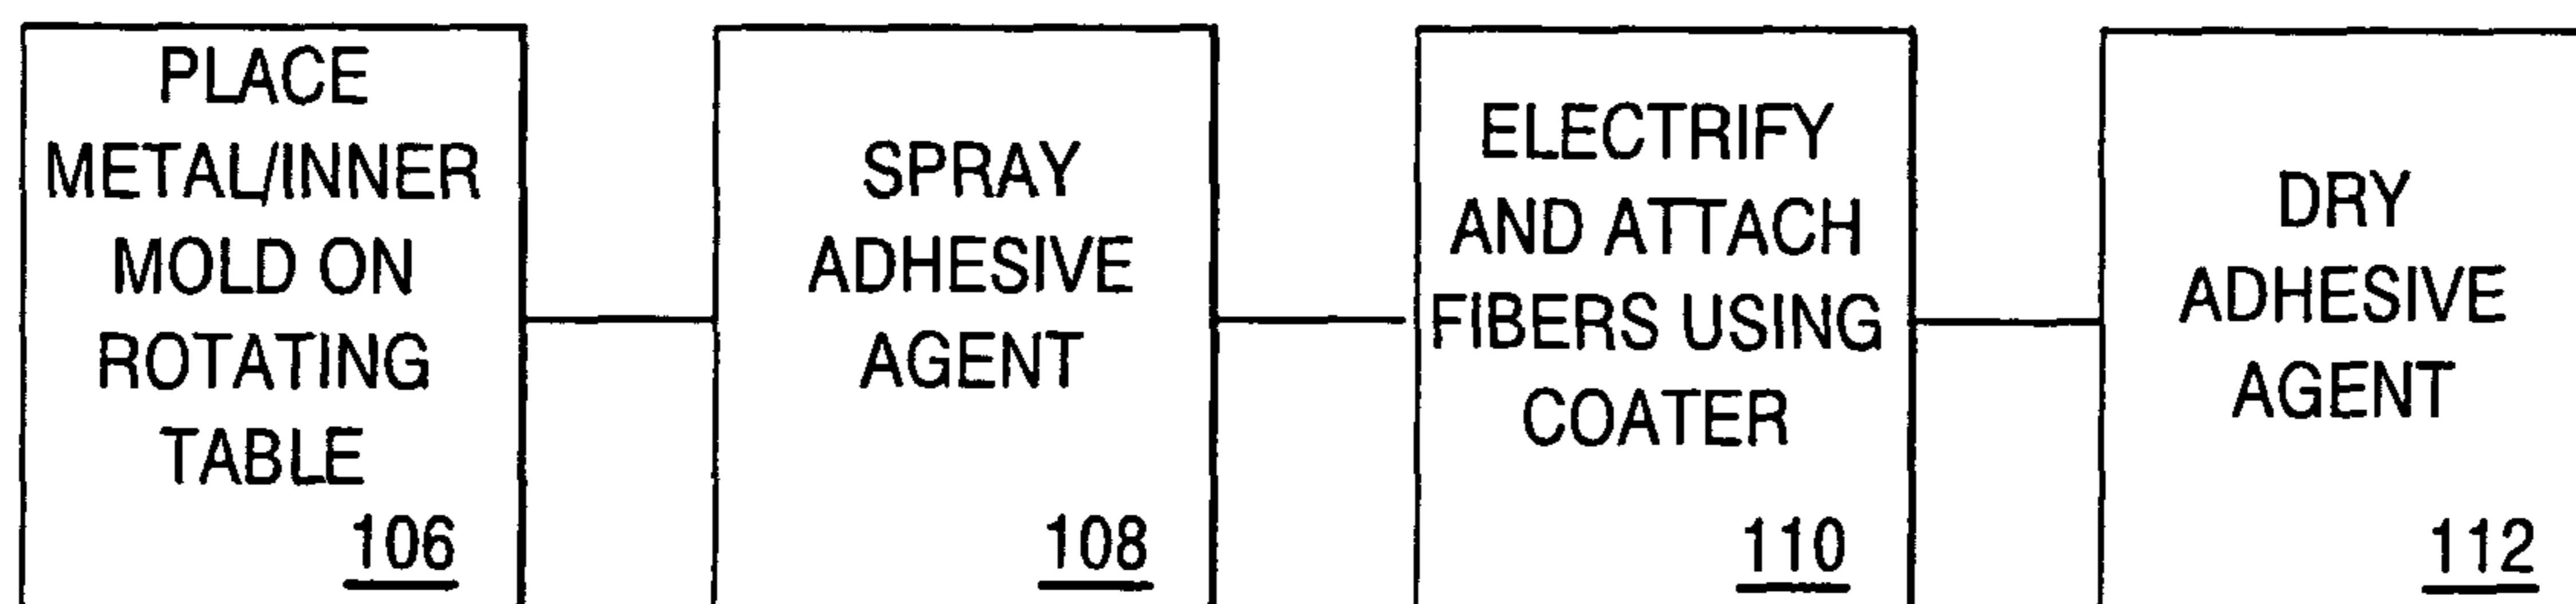 PLACE
METAL/INNER
MOLD ON
ROTATING
TABLE
106
SPRAY
ADHESIVE
AGENT
108
ELECTRIFY
AND ATTACH
FIBERS USING
COATER
110
DRY
ADHESIVE
AGENT
112